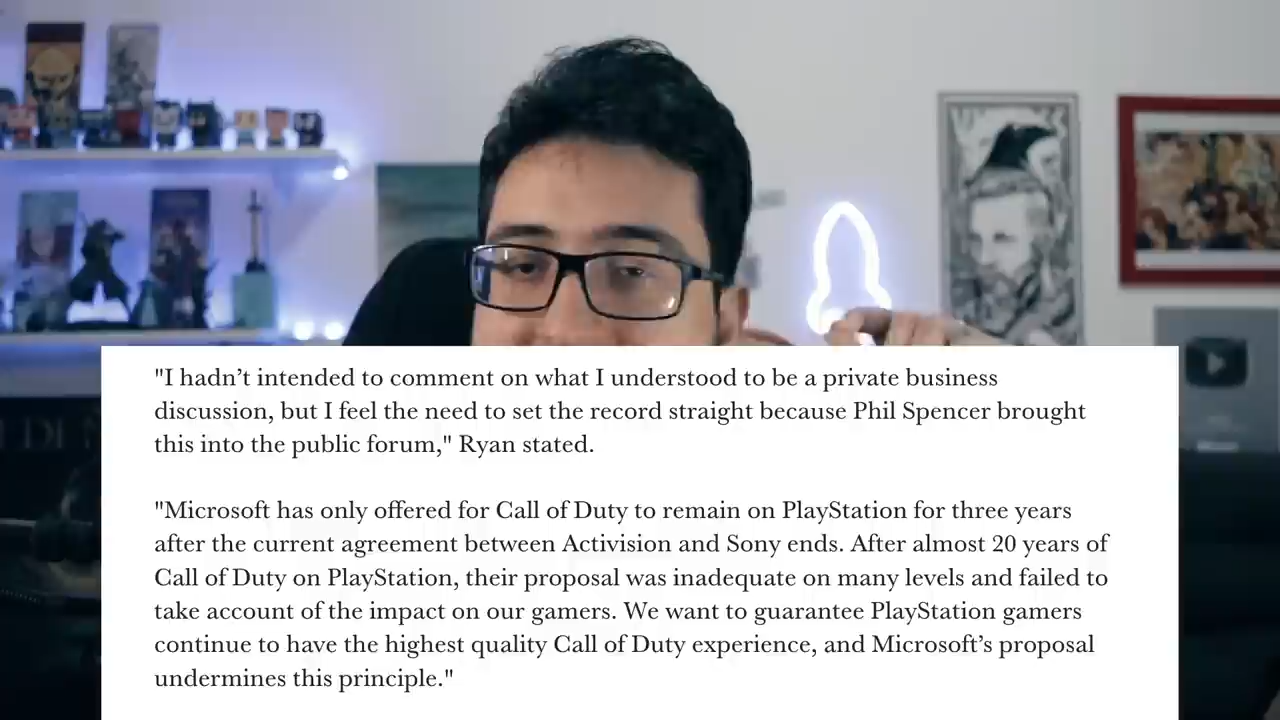 "I hadn’t intended to comment on what I understood to be a private business
discussion, but I feel the need to set the record straight because Phil Spencer brought
this into the public forum," Ryan stated.
"Microsoft has only offered for Call of Duty to remain on PlayStation for three years
after the current agreement between Activision and Sony ends. After almost 20 years of
Call of Duty on PlayStation, their proposal was inadequate on many levels and failed to
take account of the impact on our gamers. We want to guarantee PlayStation gamers
continue to have the highest quality Call of Duty experience, and Microsoft’s proposal
undermines this principle."